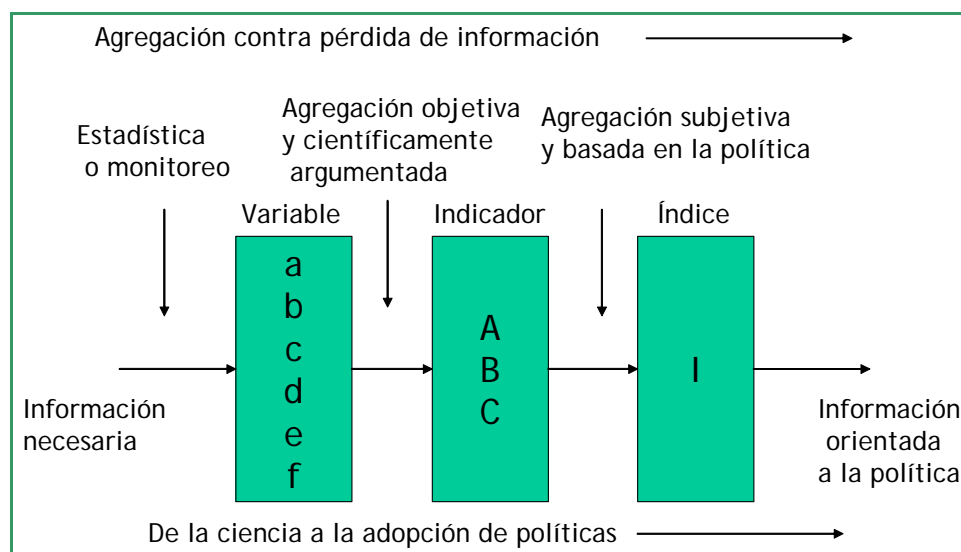 Agregación contra pérdida de información
Estadística
o monitoreo
Agregación objetiva
y científicamente
argumentada
Agregación subjetiva
y basada en la política
Variable
Indicador
Índice
a
b
c
d
e
f
A
B
C
I
Información
necesaria
Información
orientada
a la política
De la ciencia a la adopción de políticas